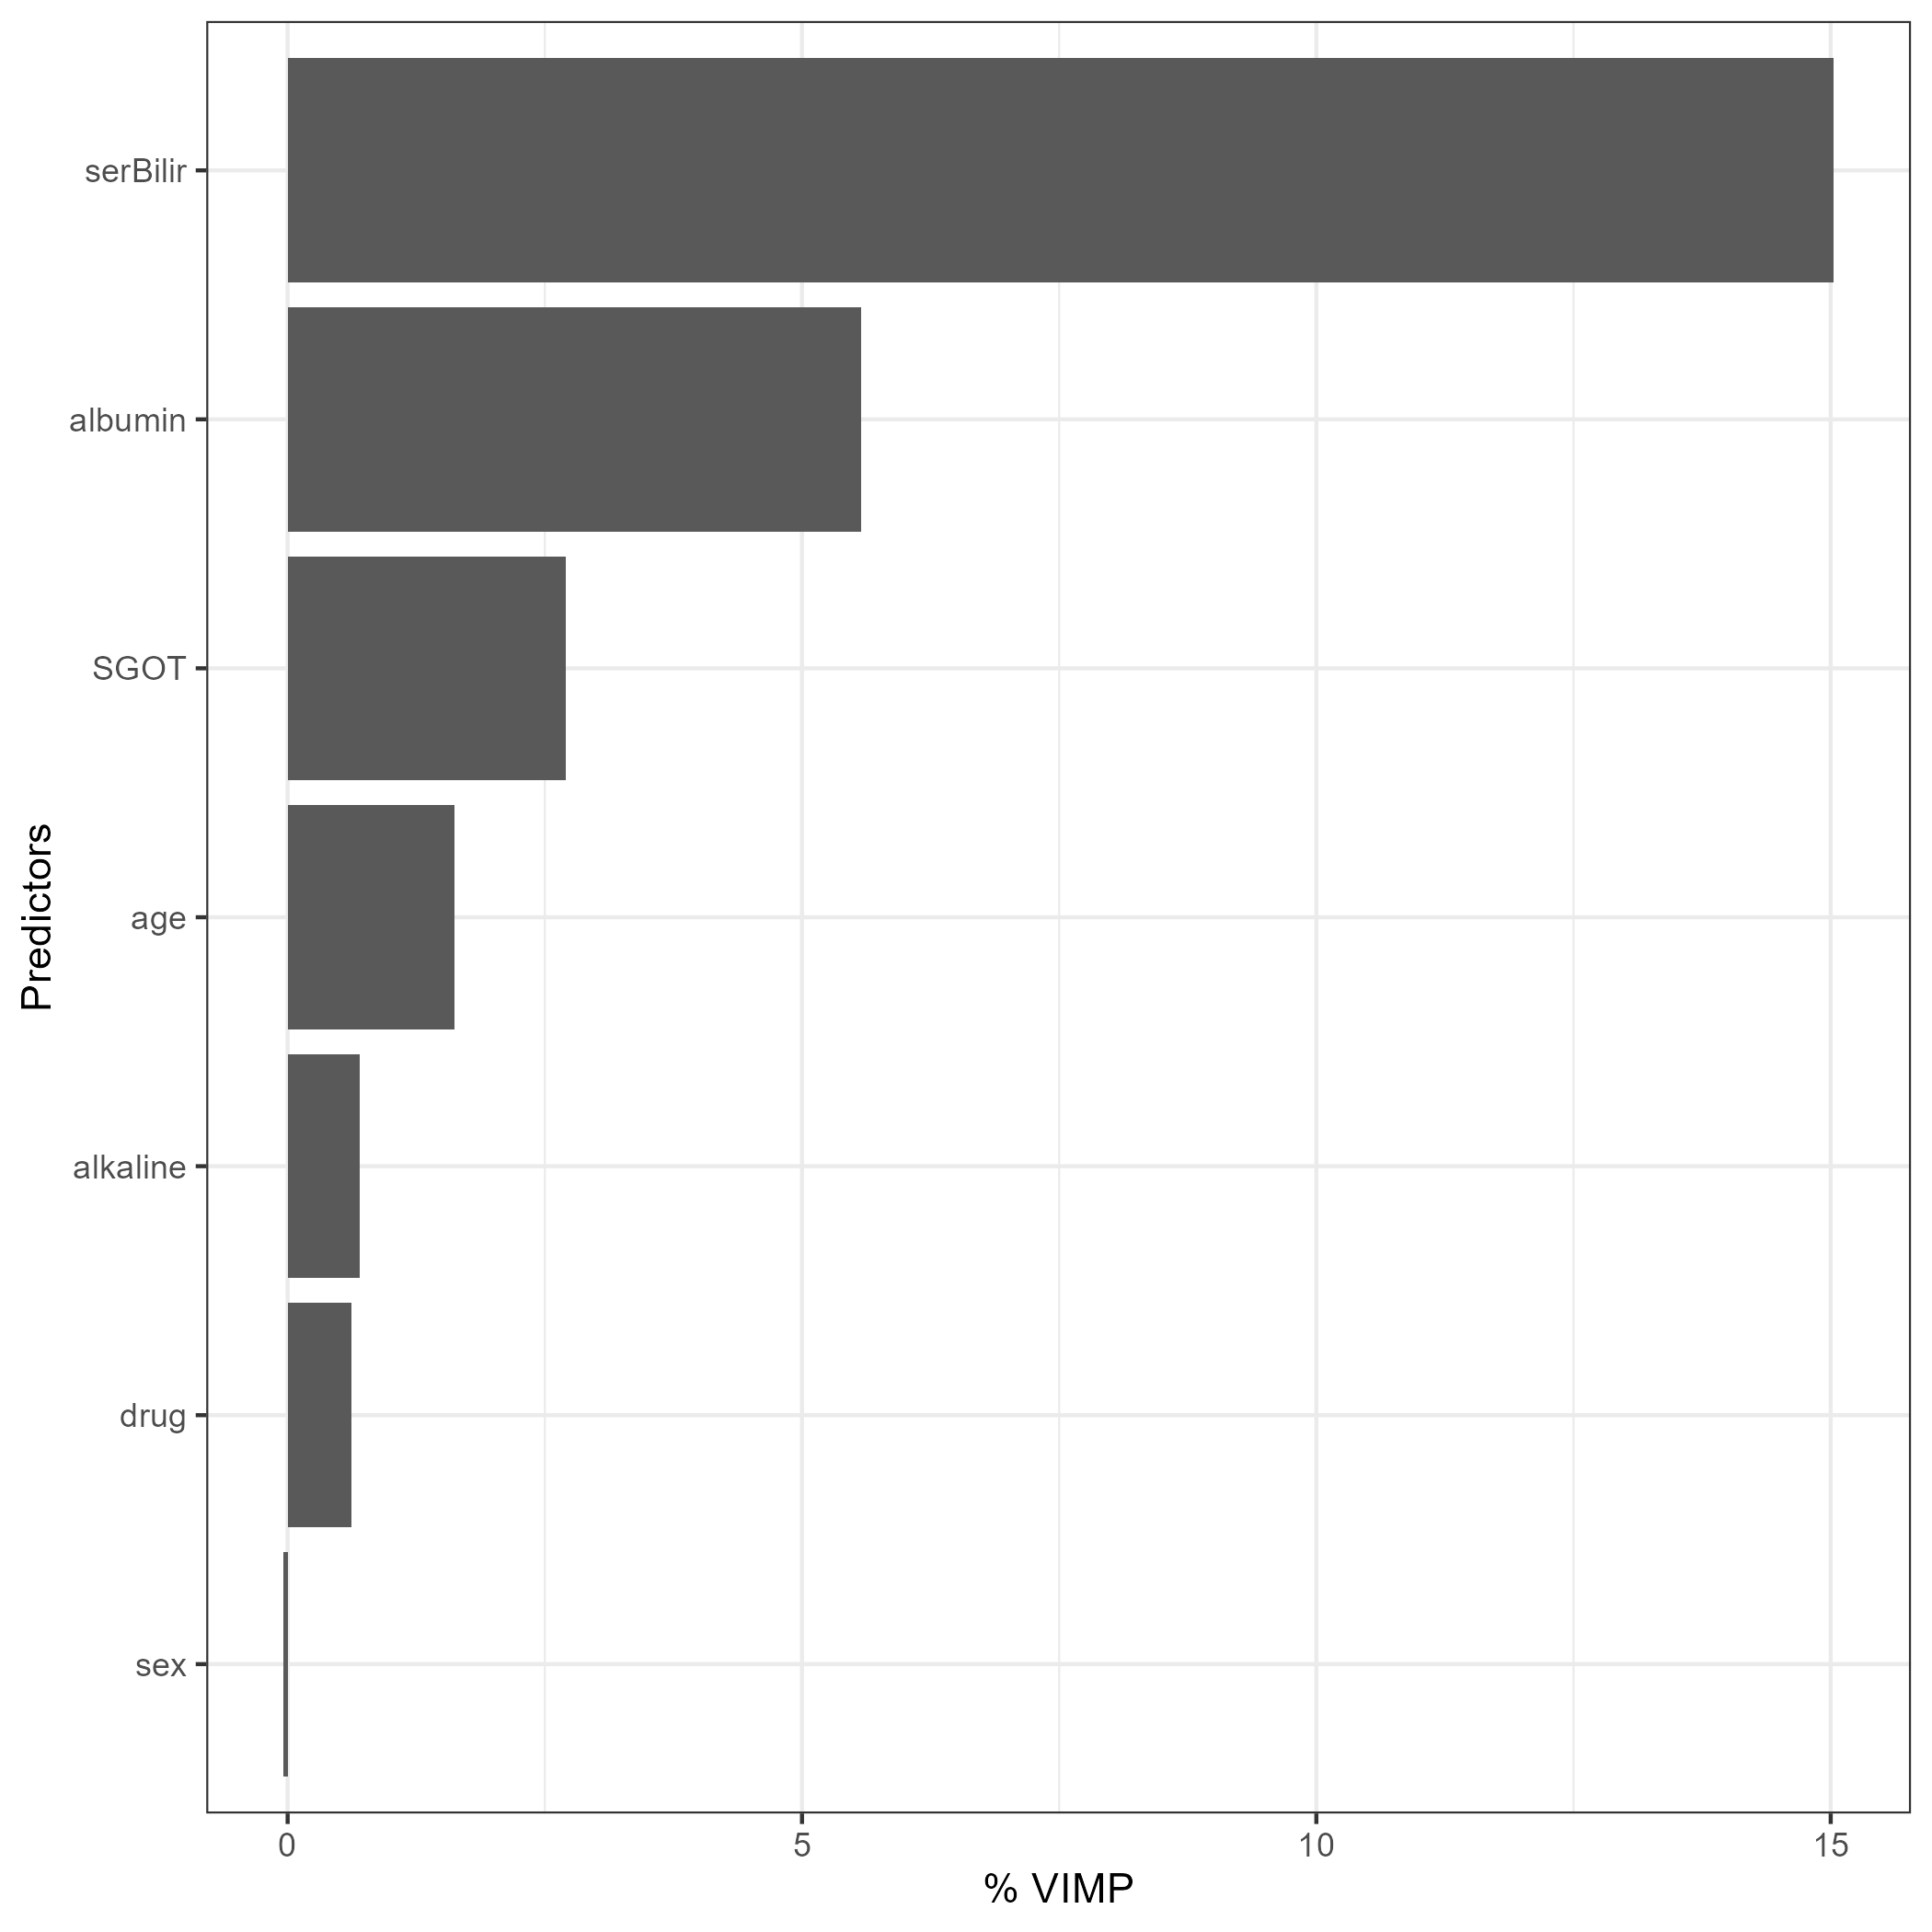 Predictors
serBilir
albumin
SGOT
age
alkaline
drug
sex
0 5 10 15
% VIMP